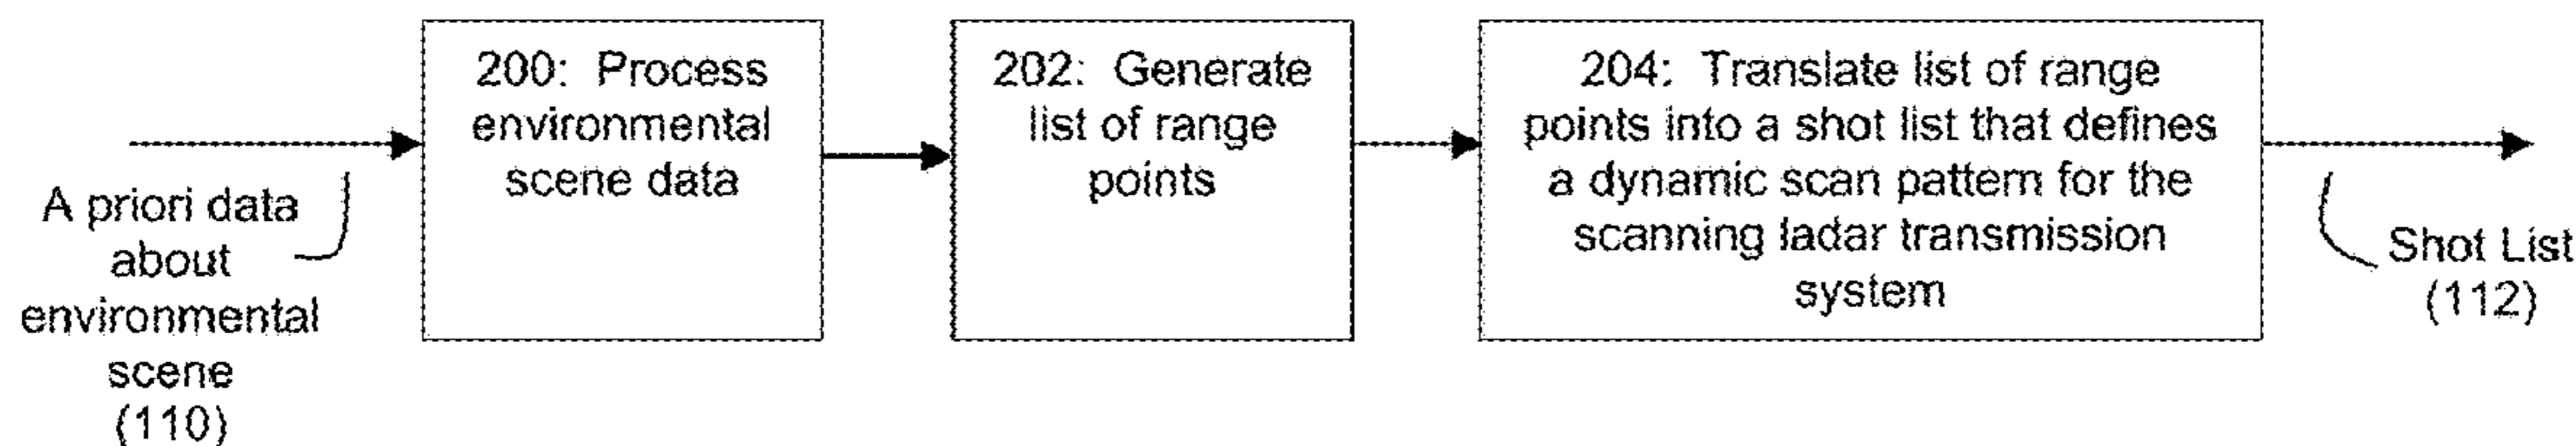 A priori data
about
environmental
scene
(110)
200: Process
environmental
scene data
202: Generate
list of range
points
204: Translate list of range
points into a shot list that defines
a dynamic scan pattern for the
scanning ladar transmission
system
Shot List
(112)